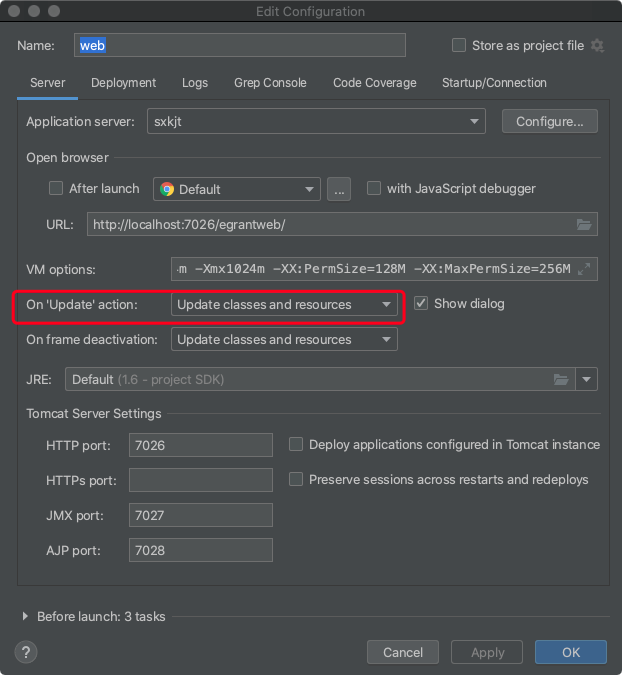 Edit Configuration
Name: web Store as project file
Server Deployment Logs Grep Console Code Coverage Startup/Connection
Application server: sxkjt Configure...
Open browser
After launch Default ... with JavaScript debugger
URL: http://localhost:7026/egrantweb/
VM options: m -Xmx1024m -XX:PermSize=128M -XX:MaxPermSize=256M
On 'Update' action: Update classes and resources Show dialog
On frame deactivation: Update classes and resources
JRE: Default (1.6 - project SDK)
Tomcat Server Settings
HTTP port: 7026 Deploy applications configured in Tomcat instance
HTTPs port: Preserve sessions across restarts and redeploys
JMX port: 7027
AJP port: 7028
Before launch: 3 tasks
? Cancel Apply OK